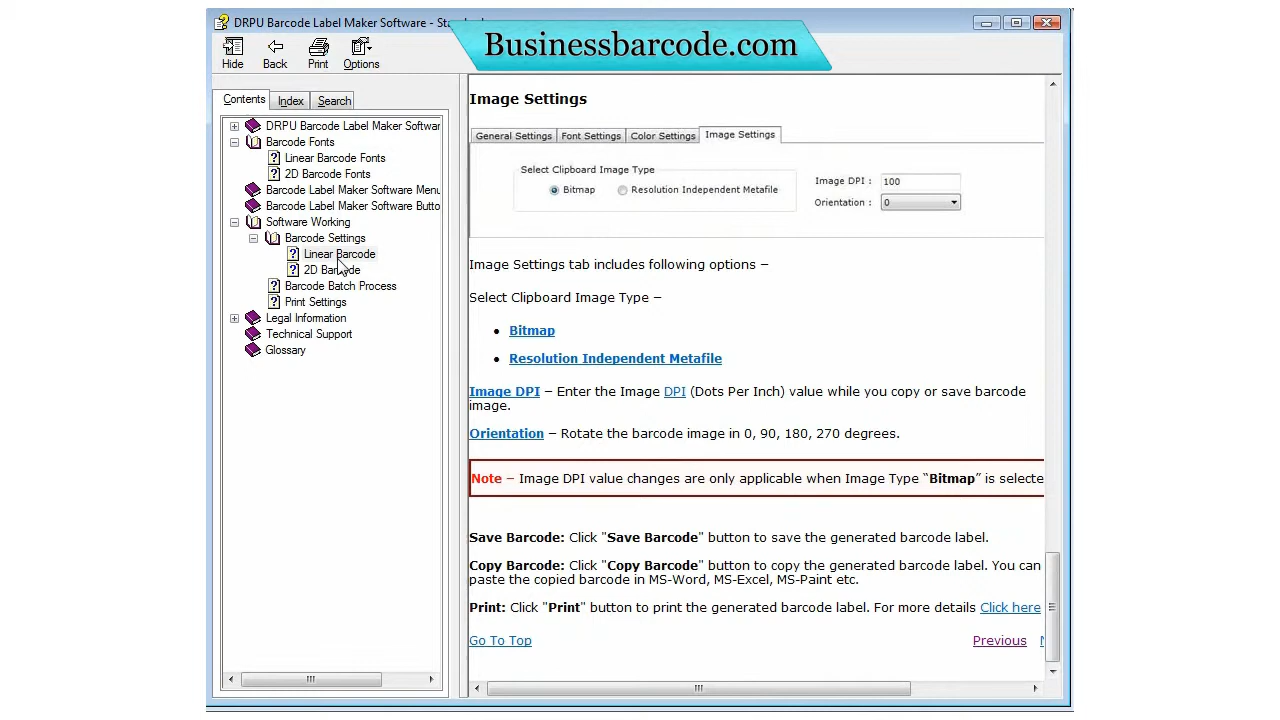 DRPU Barcode Label Maker Software -
Businessbarcode.com
Hide
Back
Print
Options
Contents
Index
Search
DRPU Barcode Label Maker Softwar
Barcode Fonts
Linear Barcode Fonts
2D Barcode Fonts
Barcode Label Maker Software Menu
Barcode Label Maker Software Butto
Software Working
Barcode Settings
Linear Barcode
2D Barcode
Barcode Batch Process
Print Settings
Legal Information
Technical Support
Glossary
Image Settings
General Settings
Font Settings
Color Settings
Image Settings
Select Clipboard Image Type
Bitmap
Resolution Independent Metafile
Image DPI : 100
Orientation : 0
Image Settings tab includes following options –
Select Clipboard Image Type –
• Bitmap
• Resolution Independent Metafile
Image DPI – Enter the Image DPI (Dots Per Inch) value while you copy or save barcode
image.
Orientation – Rotate the barcode image in 0, 90, 180, 270 degrees.
Note – Image DPI value changes are only applicable when Image Type “Bitmap” is selecte
Save Barcode: Click "Save Barcode" button to save the generated barcode label.
Copy Barcode: Click "Copy Barcode" button to copy the generated barcode label. You can
paste the copied barcode in MS-Word, MS-Excel, MS-Paint etc.
Print: Click "Print" button to print the generated barcode label. For more details Click here
Go To Top
Previous